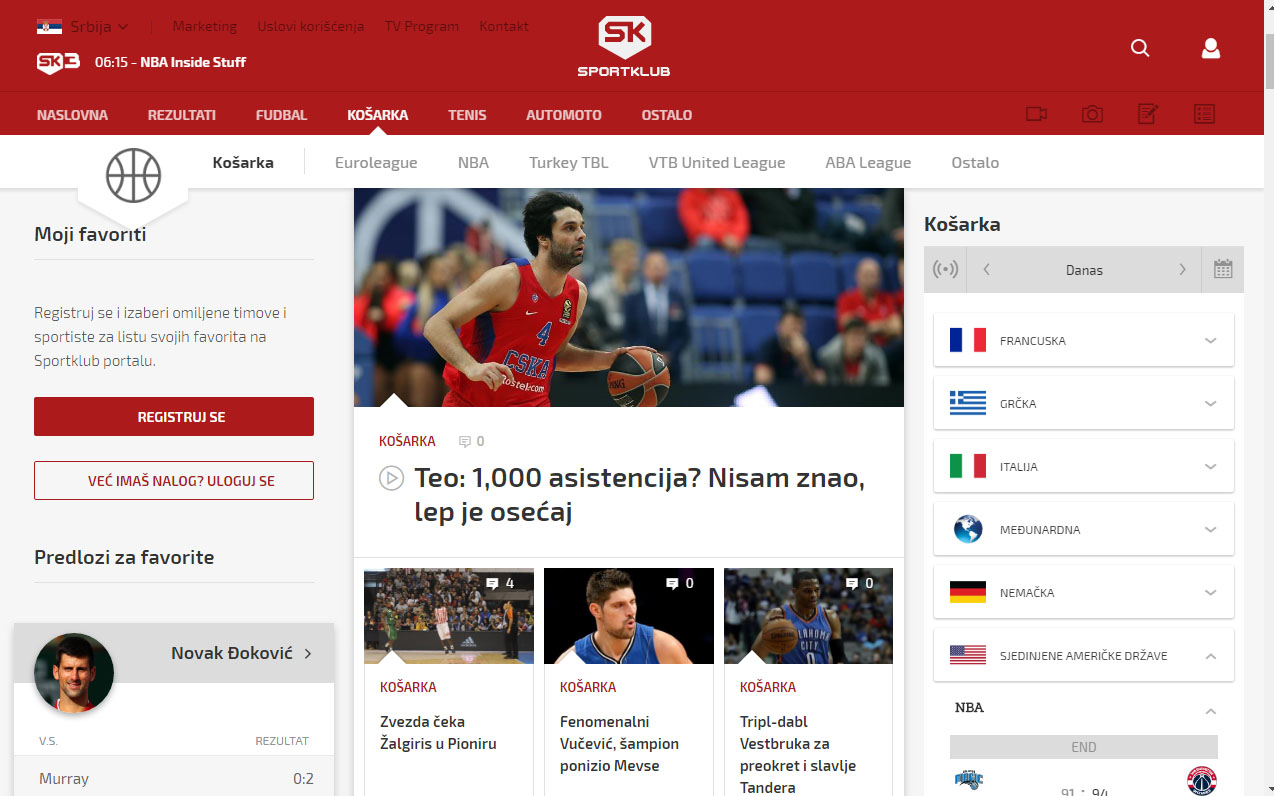 Srbija
Marketing
Uslovi korišćenja
TV Program
Kontakt
SK
SPORTKLUB
SK3
06:15 - NBA Inside Stuff
NASLOVNA
REZULTATI
FUDBAL
KOŠARKA
TENIS
AUTOMOTO
OSTALO
Košarka
Euroleague
NBA
Turkey TBL
VTB United League
ABA League
Ostalo
Moji favoriti
Registruj se i izaberi omiljene timove i
sportiste za listu svojih favorita na
Sportklub portalu.
REGISTRUJ SE
VEĆ IMAŠ NALOG? ULOGUJ SE
Predlozi za favorite
Novak Đoković
V.S.
REZULTAT
Murray
0:2
4
CSKA
KOŠARKA
0
Teo: 1,000 asistencija? Nisam znao,
lep je osećaj
4
KOŠARKA
Zvezda čeka
Žalgiris u Pioniru
0
KOŠARKA
Fenomenalni
Vučević, šampion
ponizio Mevse
0
KOŠARKA
Tripl-dabl
Vestbruka za
preokret i slavlje
Tandera
Košarka
Danas
FRANCUSKA
GRČKA
ITALIJA
MEĐUNARDNA
NEMAČKA
SJEDINJENE AMERIČKE DRŽAVE
NBA
END
91 : 94